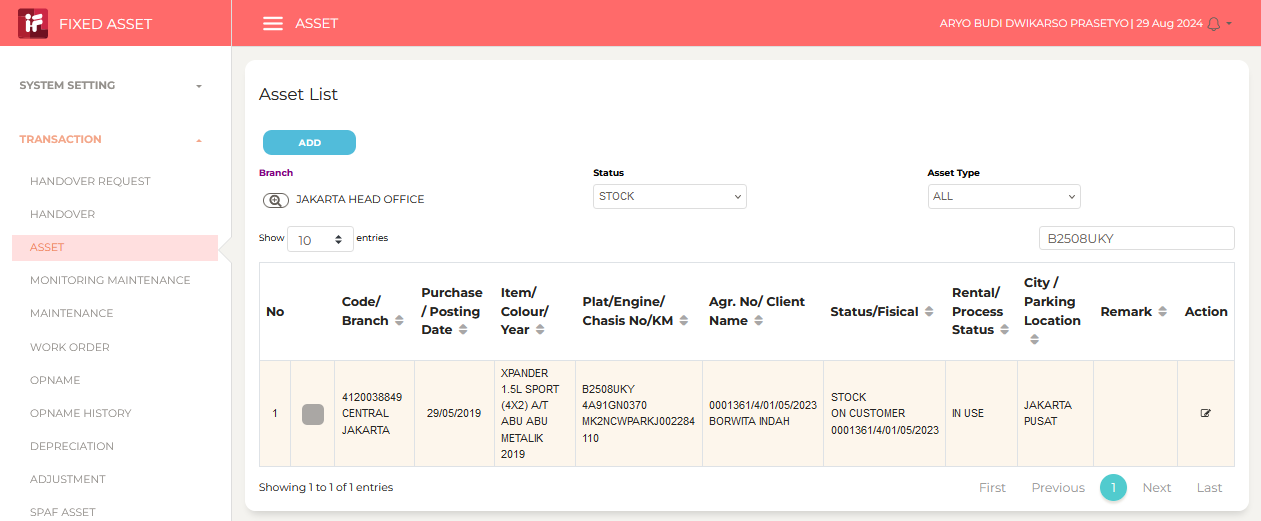 iF FIXED ASSET
ASSET
ARYO BUDI DWIKARSO PRASETYO | 29 Aug 2024
SYSTEM SETTING
TRANSACTION
HANDOVER REQUEST
HANDOVER
ASSET
MONITORING MAINTENANCE
MAINTENANCE
WORK ORDER
OPNAME
OPNAME HISTORY
DEPRECIATION
ADJUSTMENT
SPAF ASSET
Asset List
ADD
Branch
JAKARTA HEAD OFFICE
Status
STOCK
Asset Type
ALL
Show 10 entries
B2508UKY
No
Code/
Branch
Purchase
/ Posting
Date
Item/
Colour/
Year
Plat/Engine/
Chasis No/KM
Agr. No/ Client
Name
Status/Fisical
Rental/
Process
Status
City /
Parking
Location
Remark
Action
1
4120038849
CENTRAL
JAKARTA
29/05/2019
XPANDER
1.5L SPORT
(4X2) A/T
ABU ABU
METALIK
2019
B2508UKY
4A91GN0370
MK2NCWPARKJ002284
110
0001361/4/01/05/2023
BORWITA INDAH
STOCK
ON CUSTOMER
0001361/4/01/05/2023
IN USE
JAKARTA
PUSAT
Showing 1 to 1 of 1 entries
First Previous 1 Next Last